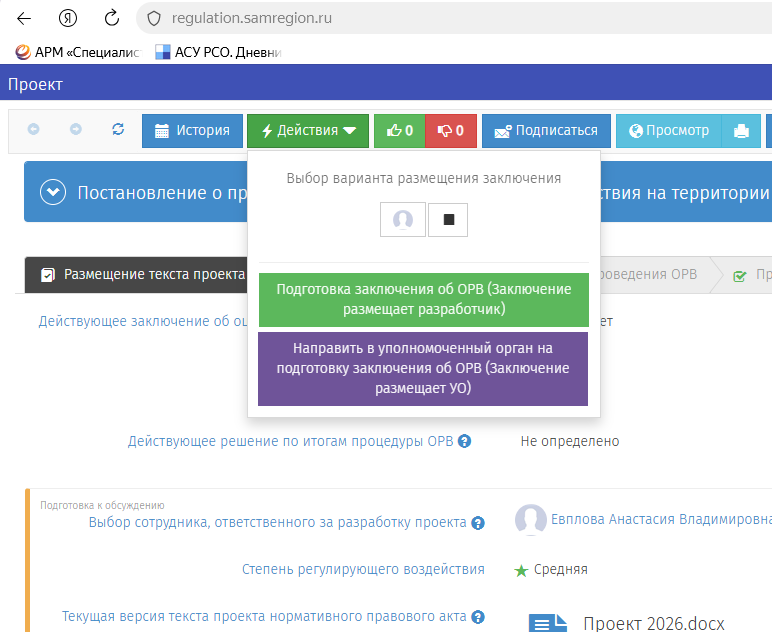 regulation.samregion.ru
АРМ «Специалис
АСУ РСО. Дневни
Проект
История
Действия
0
0
Подписаться
Просмотр
Выбор варианта размещения заключения
Постановление о пр
ствия на территории
Размещение текста проекта
роведения ОРВ
Пр
Подготовка заключения об ОРВ (Заключение
размещает разработчик)
Действующее заключение об оц
ет
Направить в уполномоченный орган на
подготовку заключения об ОРВ (Заключение
размещает УО)
Действующее решение по итогам процедуры ОРВ
Не определено
Подготовка к обсуждению
Выбор сотрудника, ответственного за разработку проекта
Евплова Анастасия Владимировна
Степень регулирующего воздействия
Средняя
Текущая версия текста проекта нормативного правового акта
Проект 2026.docx